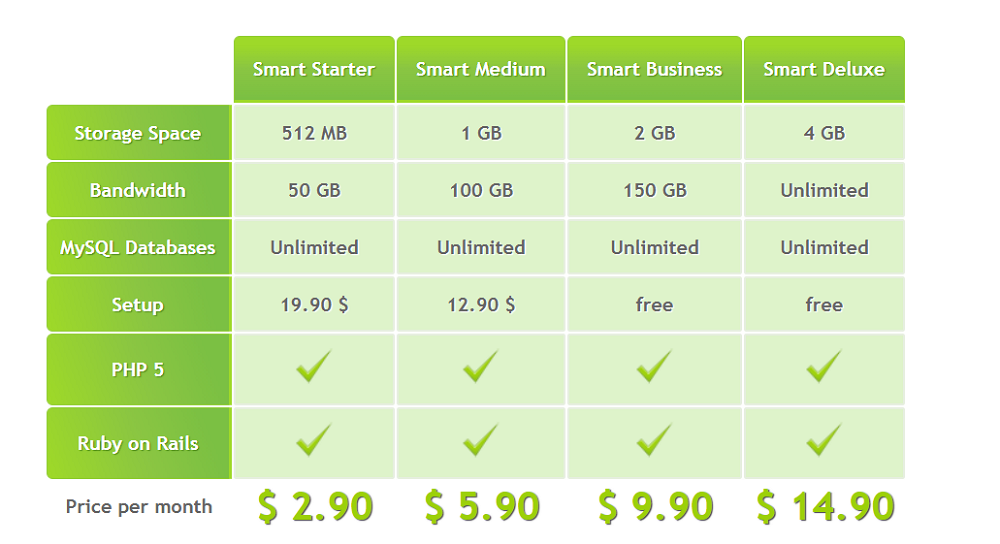 Smart Starter Smart Medium Smart Business Smart Deluxe
Storage Space 512 MB 1 GB 2 GB 4 GB
Bandwidth 50 GB 100 GB 150 GB Unlimited
MySQL Databases Unlimited Unlimited Unlimited Unlimited
Setup 19.90 $ 12.90 $ free free
PHP 5
Ruby on Rails
Price per month $ 2.90 $ 5.90 $ 9.90 $ 14.90